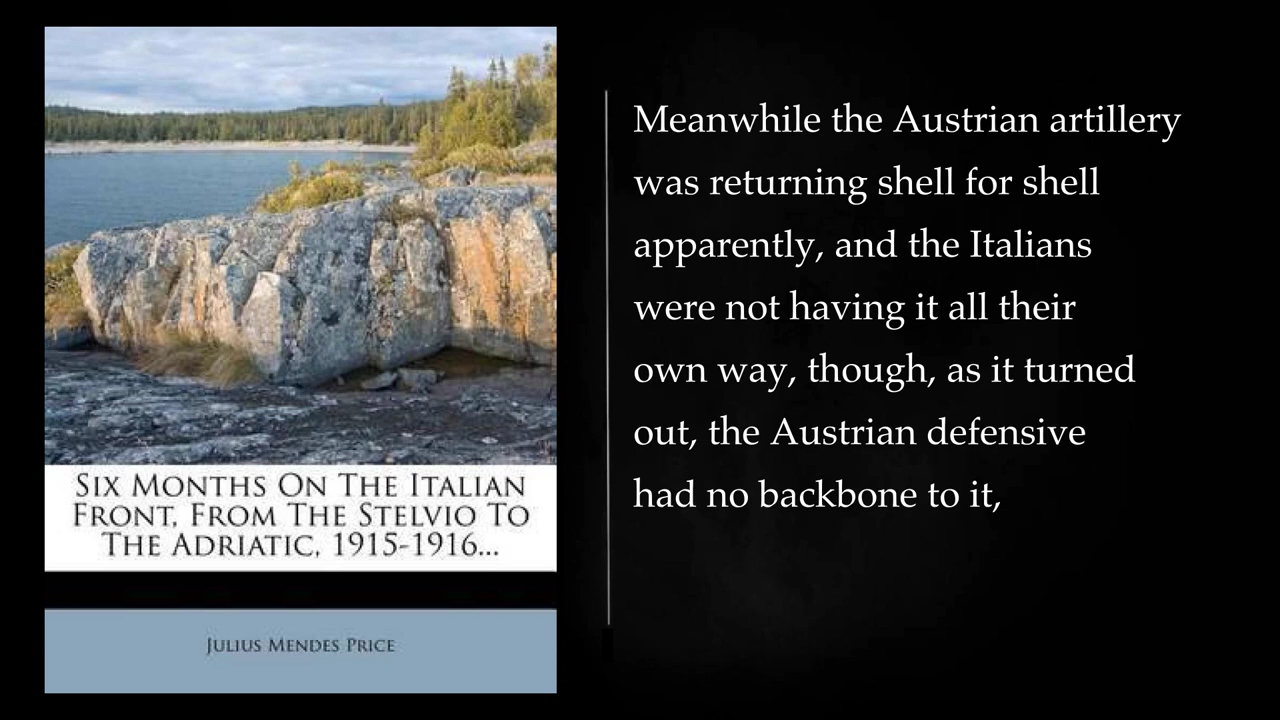 Six Months On The Italian
Front, From The Stelvio To
The Adriatic, 1915-1916...
Julius Mendes Price
Meanwhile the Austrian artillery
was returning shell for shell
apparently, and the Italians
were not having it all their
own way, though, as it turned
out, the Austrian defensive
had no backbone to it,